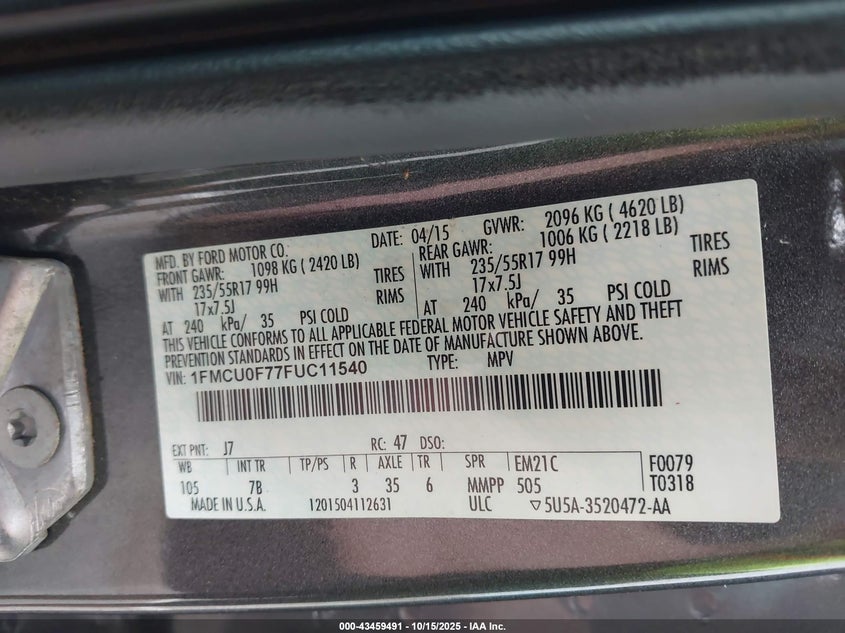 MFD. BY FORD MOTOR CO.
DATE: 04/15 GVWR: 2096 KG ( 4620 LB)
FRONT GAWR: 1098 KG ( 2420 LB) REAR GAWR: 1006 KG ( 2218 LB)
WITH 235/55R17 99H TIRES WITH 235/55R17 99H TIRES
17x7.5J RIMS 17x7.5J RIMS
AT 240 kPa/ 35 PSI COLD AT 240 kPa/ 35 PSI COLD
THIS VEHICLE CONFORMS TO ALL APPLICABLE FEDERAL MOTOR VEHICLE SAFETY AND THEFT
PREVENTION STANDARDS IN EFFECT ON THE DATE OF MANUFACTURE SHOWN ABOVE.
VIN: 1FMCU0F77FUC11540 TYPE: MPV
EXT PNT: J7 RC: 47 DSO:
WB INT TR TP/PS R AXLE TR SPR EM21C F0079
105 7B 3 35 6 MMPP 505 T0318
MADE IN U.S.A. 1201504112631 ULC ▽5U5A-3520472-AA
000-43459491 - 10/15/2025 - IAA Inc.